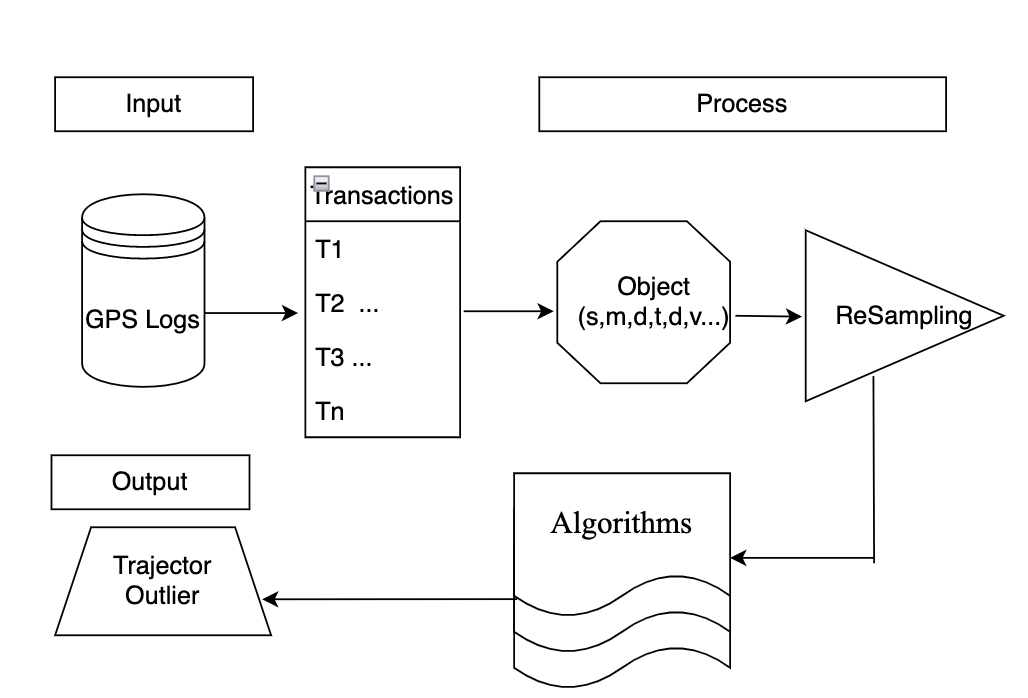 Input
Process
Transactions
GPS Logs
T1
T2 ...
T3 ...
Tn
Object
(s,m,d,t,d,v...)
ReSampling
Output
Algorithms
Trajector
Outlier